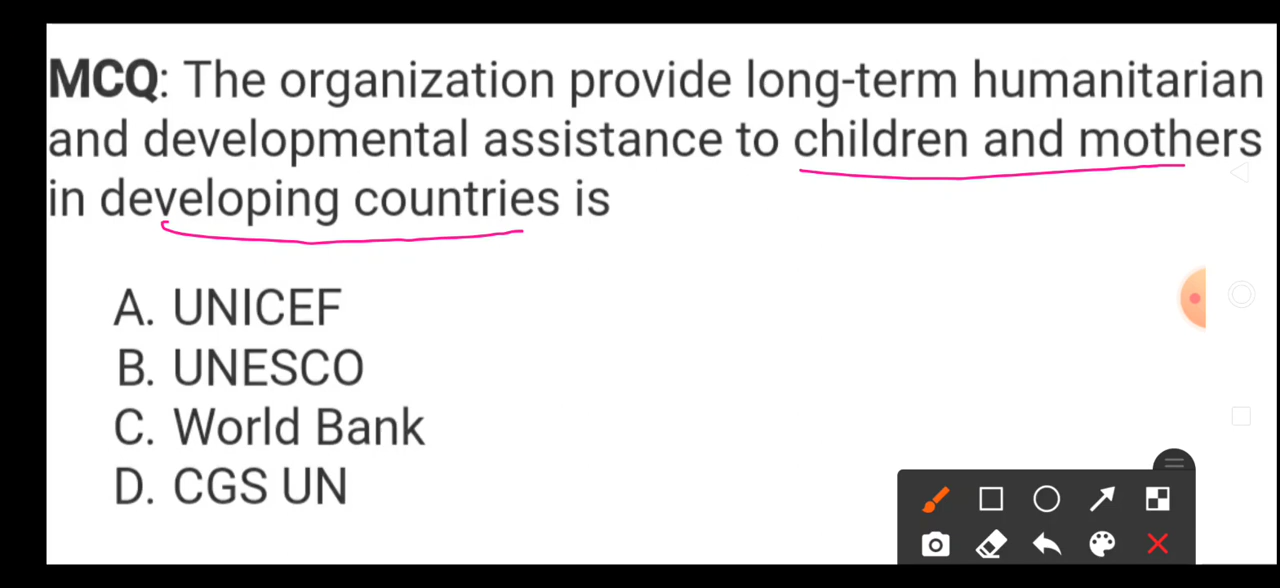 MCQ: The organization provide long-term humanitarian
and developmental assistance to children and mothers
in developing countries is
A. UNICEF
B. UNESCO
C. World Bank
D. CGS UN